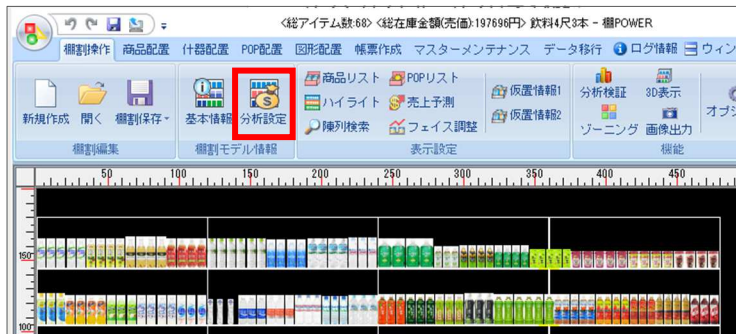 <総アイテム数:68> <総在庫金額(売価):197696円> 飲料4尺3本 - 棚POWER
棚割操作 商品配置 什器配置 POP配置 図形配置 帳票作成 マスターメンテナンス データ移行 ログ情報 ウィン
商品リスト POPリスト 仮置情報1 分析検証 3D表示
新規作成 開く 棚割保存 基本情報 分析設定 ハイライト 売上予測 オプシ
陳列検索 フェイス調整 仮置情報2 ゾーニング 画像出力
棚割編集 棚割モデル情報 表示設定 機能
50 100 150 200 250 300 350 400 450
150
100